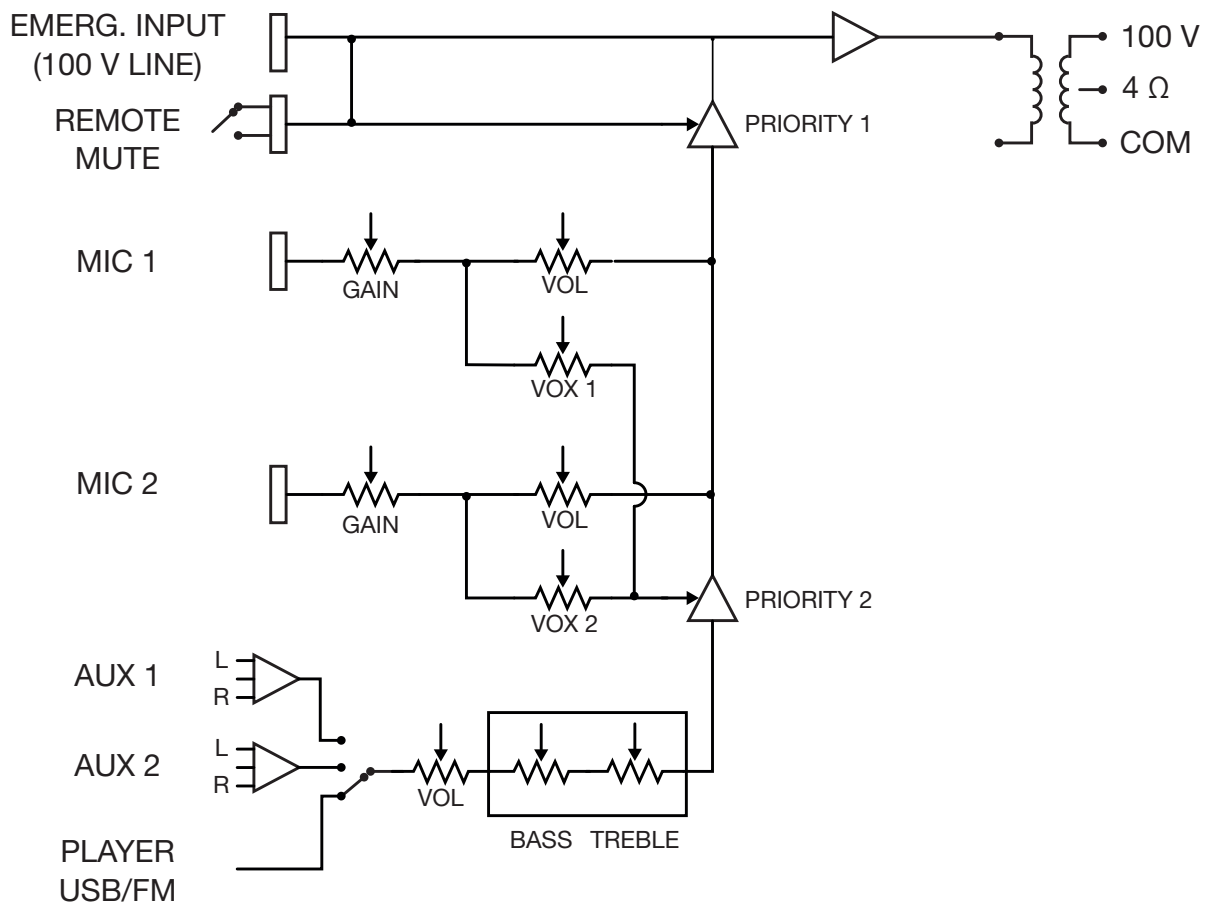 EMERG. INPUT
(100 V LINE)
REMOTE
MUTE
PRIORITY 1
100 V
4 Ω
COM
MIC 1
GAIN
VOL
VOX 1
MIC 2
GAIN
VOL
VOX 2
PRIORITY 2
AUX 1
L
R
AUX 2
L
R
VOL
BASS TREBLE
PLAYER
USB/FM